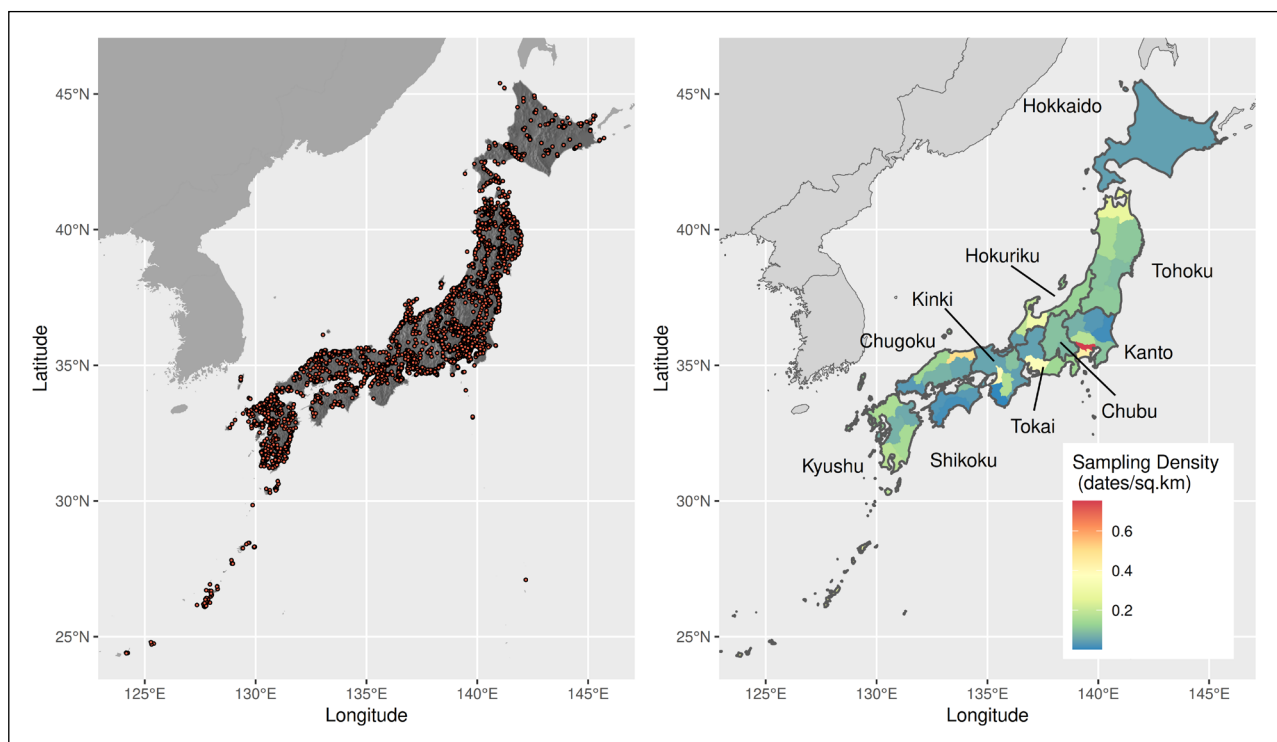 45°N
40°N
35°N
30°N
25°N
Latitude
125°E 130°E 135°E 140°E 145°E
Longitude
45°N
40°N
35°N
30°N
25°N
Latitude
Hokkaido
Hokuriku
Tohoku
Kinki
Chugoku
Kanto
Chubu
Tokai
Kyushu
Shikoku
Sampling Density
(dates/sq.km)
0.6
0.4
0.2
125°E 130°E 135°E 140°E 145°E
Longitude